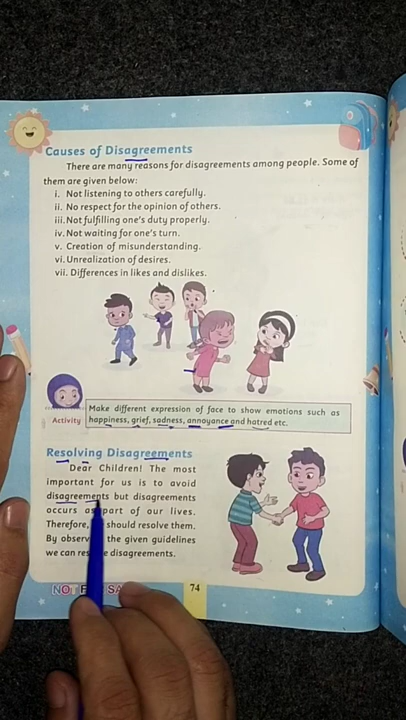 Causes of Disagreements
There are many reasons for disagreements among people. Some of
them are given below:
i. Not listening to others carefully.
ii. No respect for the opinion of others.
iii. Not fulfilling one's duty properly.
iv. Not waiting for one's turn.
v. Creation of misunderstanding.
vi. Unrealization of desires.
vii. Differences in likes and dislikes.
Activity
Make different expression of face to show emotions such as
happiness, grief, sadness, annoyance and hatred etc.
Resolving Disagreements
Dear Children! The most
important for us is to avoid
disagreements but disagreements
occurs as part of our lives.
Therefore, should resolve them.
By the given guidelines
we can disagreements.
NOT
74